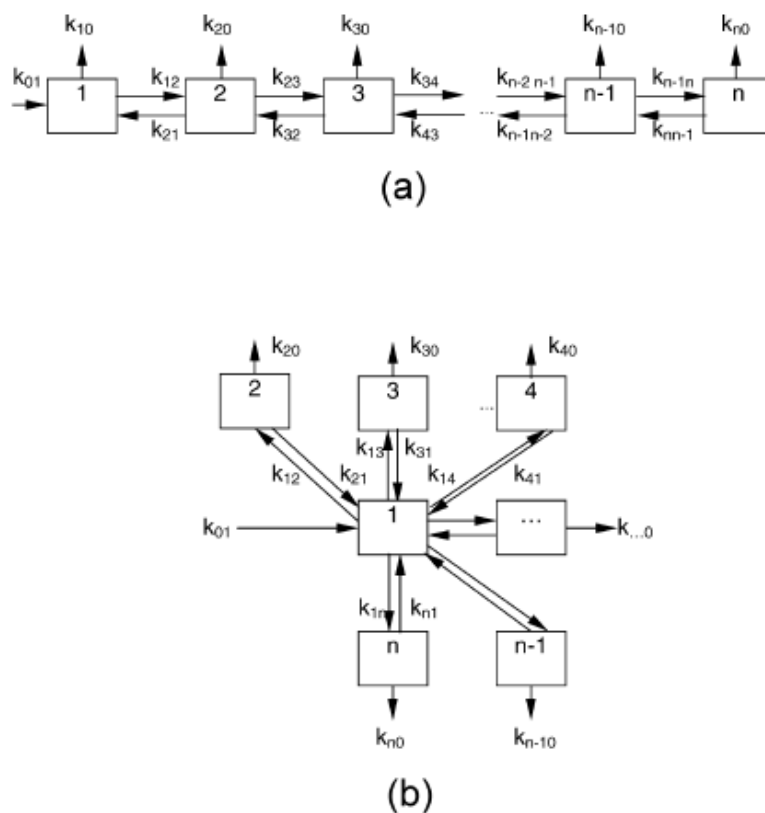 k10 k20 k30 kn-10 kn0
k01 1 k12 2 k23 3 k34 kn-2 n-1 n-1 kn-1n n
k21 k32 k43 ... kn-1n-2 knn-1
(a)
k20 k30 k40
2 3 ... 4
k12 k21 k13 k31 k14 k41
k01 1 ... k...0
k1n kn1
n n-1
kn0 kn-10
(b)